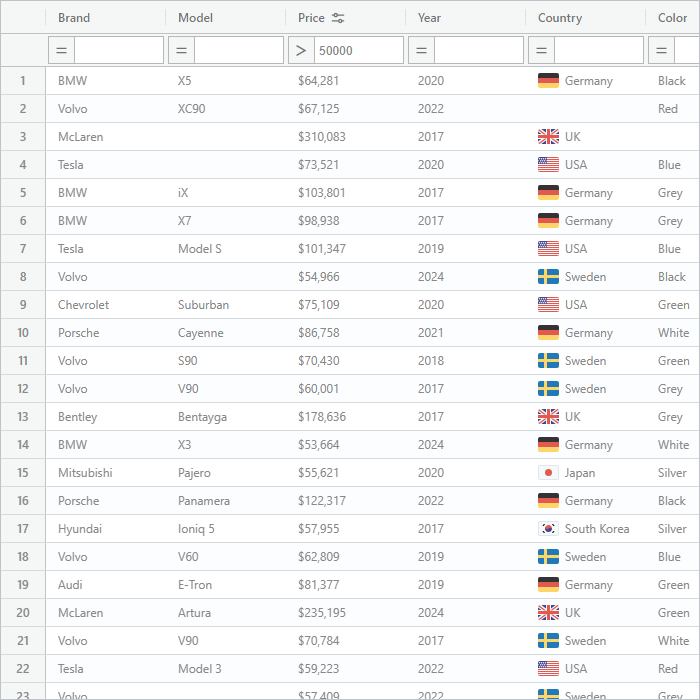 Brand Model Price Year Country Color
= = > 50000 = = =
1 BMW X5 $64,281 2020 Germany Black
2 Volvo XC90 $67,125 2022 Red
3 McLaren $310,083 2017 UK
4 Tesla $73,521 2020 USA Blue
5 BMW iX $103,801 2017 Germany Grey
6 BMW X7 $98,938 2017 Germany Grey
7 Tesla Model S $101,347 2019 USA Blue
8 Volvo $54,966 2024 Sweden Black
9 Chevrolet Suburban $75,109 2020 USA Green
10 Porsche Cayenne $86,758 2021 Germany White
11 Volvo S90 $70,430 2018 Sweden Green
12 Volvo V90 $60,001 2017 Sweden Grey
13 Bentley Bentayga $178,636 2017 UK Grey
14 BMW X3 $53,664 2024 Germany White
15 Mitsubishi Pajero $55,621 2020 Japan Silver
16 Porsche Panamera $122,317 2022 Germany Black
17 Hyundai Ioniq 5 $57,955 2017 South Korea Silver
18 Volvo V60 $62,809 2019 Sweden Blue
19 Audi E-Tron $81,377 2019 Germany Green
20 McLaren Artura $235,195 2024 UK Green
21 Volvo V90 $70,784 2017 Sweden White
22 Tesla Model 3 $59,223 2022 USA Red
23 Volvo $57,409 2022 Sweden Grey